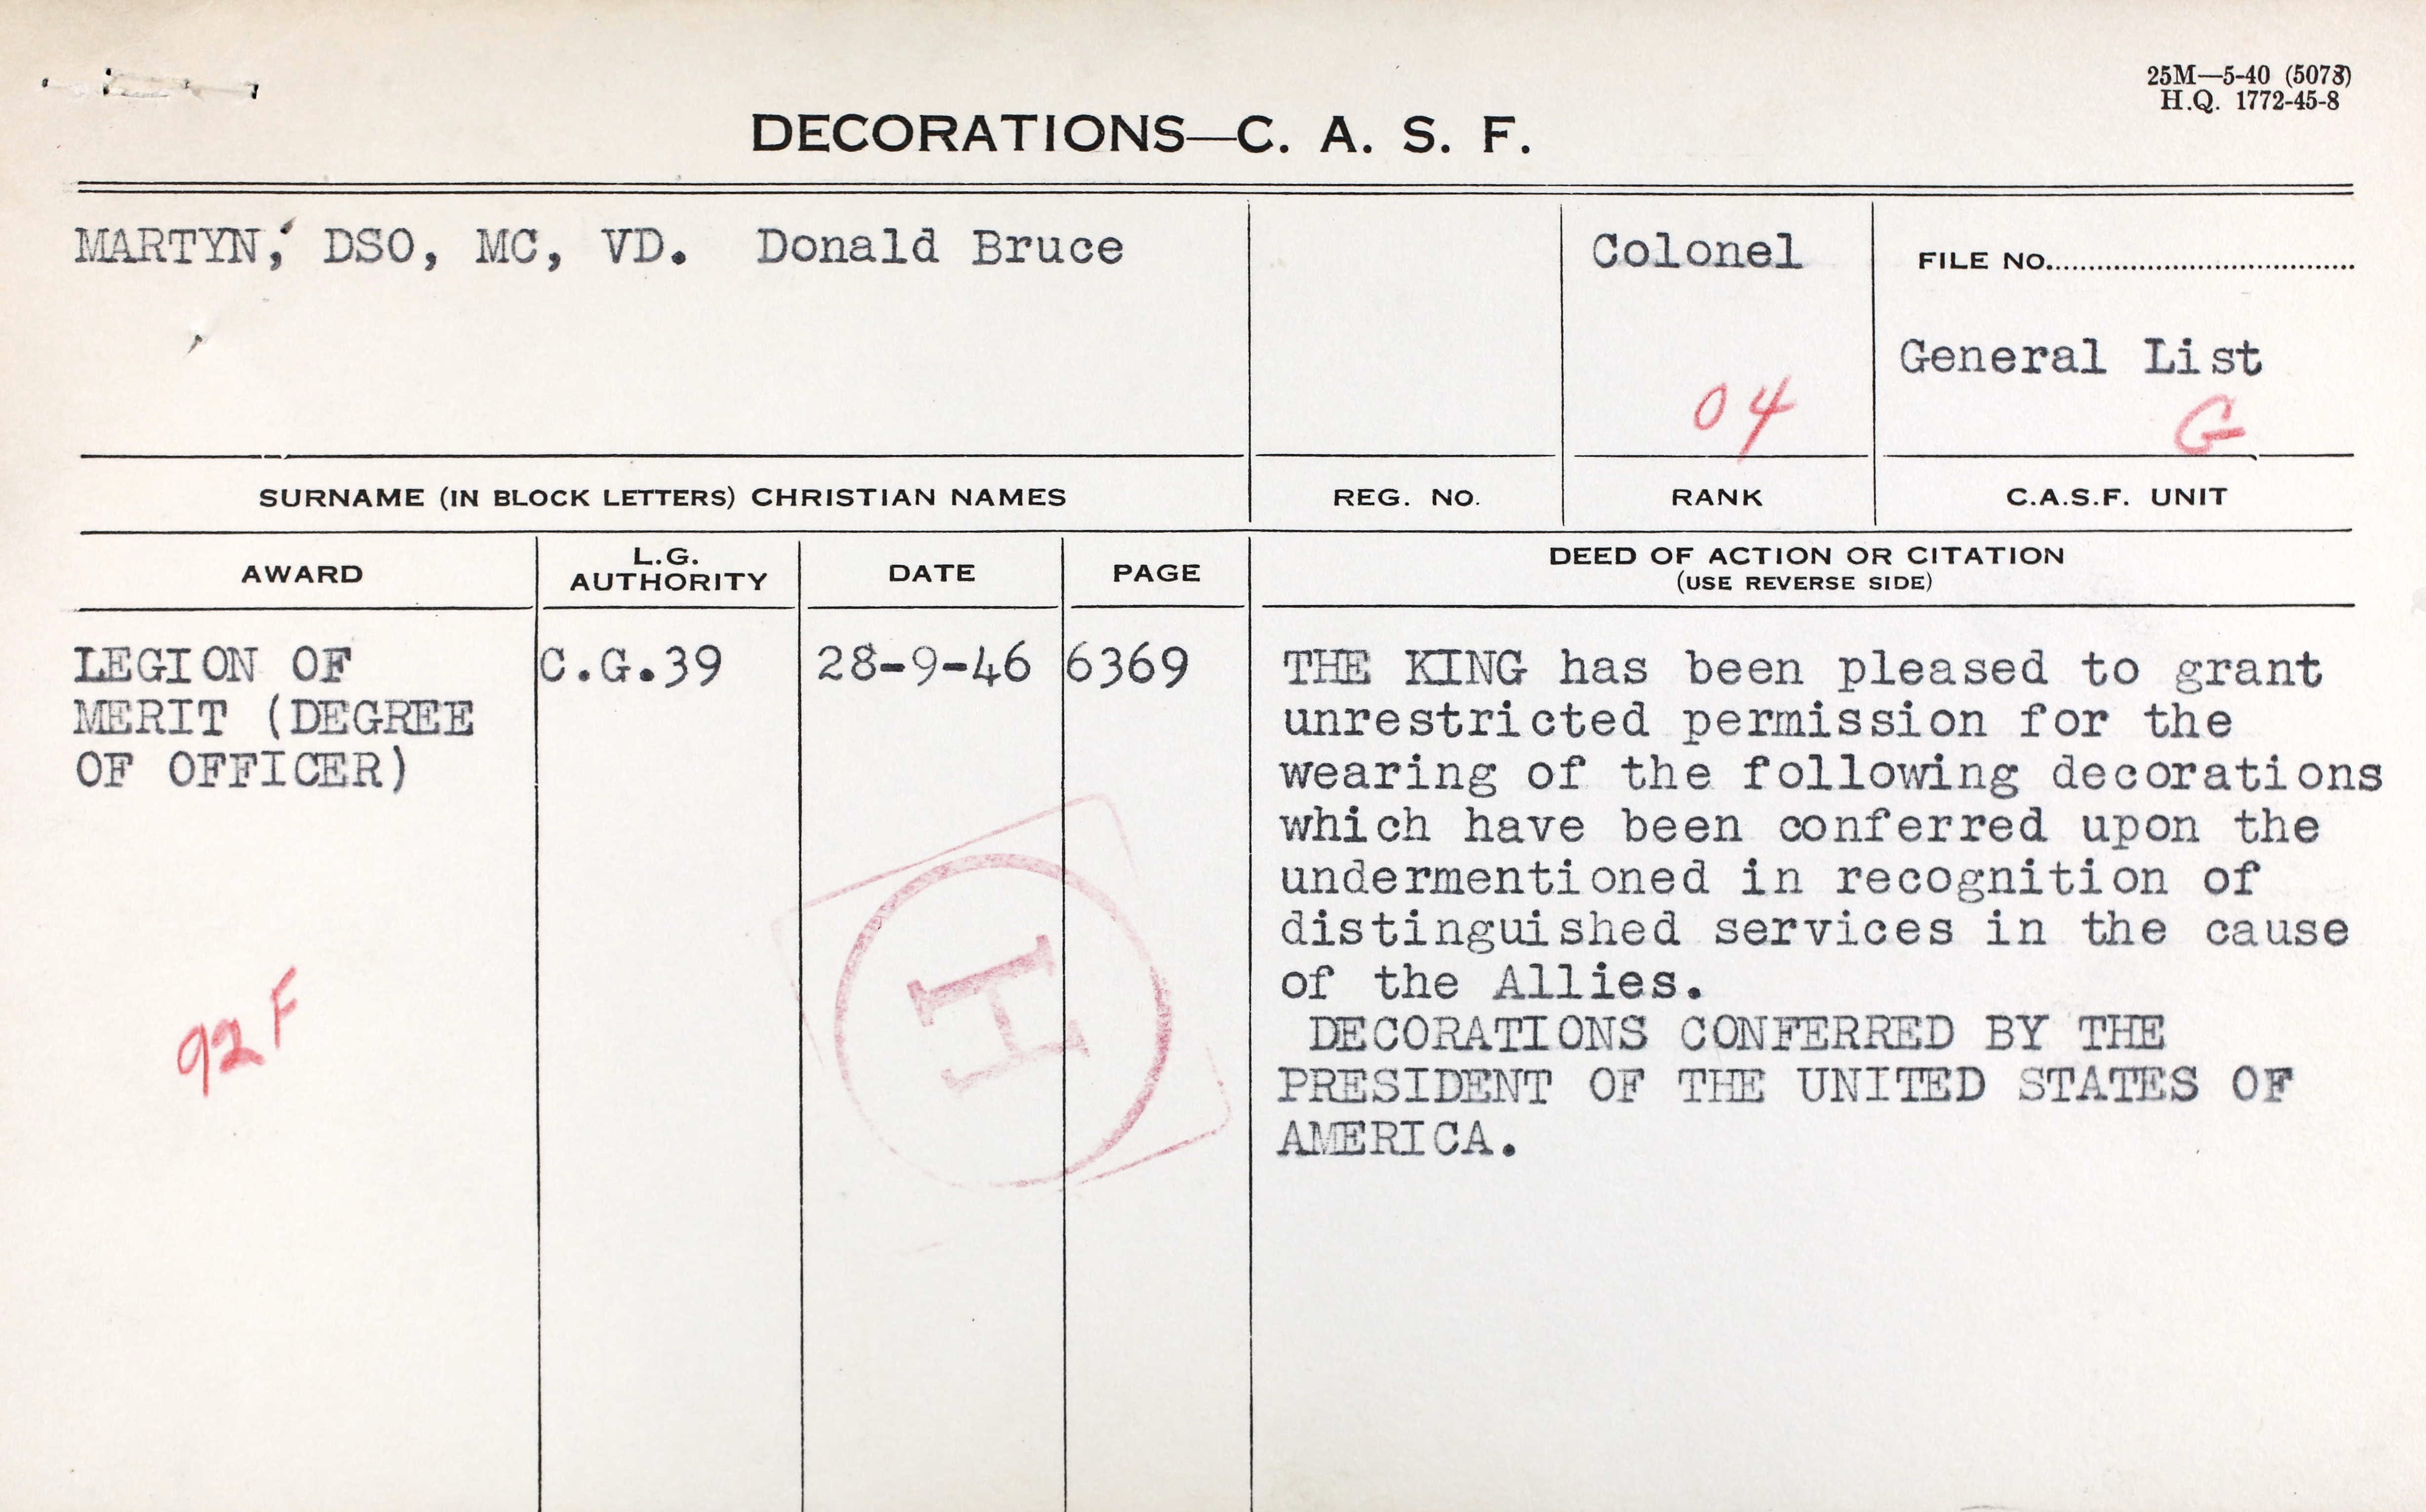 25M—5-40 (5073)
H.Q. 1772-45-8
DECORATIONS—C. A. S. F.
MARTYN, DSO, MC, VD. Donald Bruce
Colonel
FILE NO.
General List
04
G
SURNAME (IN BLOCK LETTERS) CHRISTIAN NAMES
REG. NO.
RANK
C.A.S.F. UNIT
AWARD
L.G.
AUTHORITY
DATE
PAGE
DEED OF ACTION OR CITATION
(USE REVERSE SIDE)
LEGION OF
MERIT (DEGREE
OF OFFICER)
C.G.39
28-9-46
6369
THE KING has been pleased to grant
unrestricted permission for the
wearing of the following decorations
which have been conferred upon the
undermentioned in recognition of
distinguished services in the cause
of the Allies.
DECORATIONS CONFERRED BY THE
PRESIDENT OF THE UNITED STATES OF
AMERICA.
92F
H